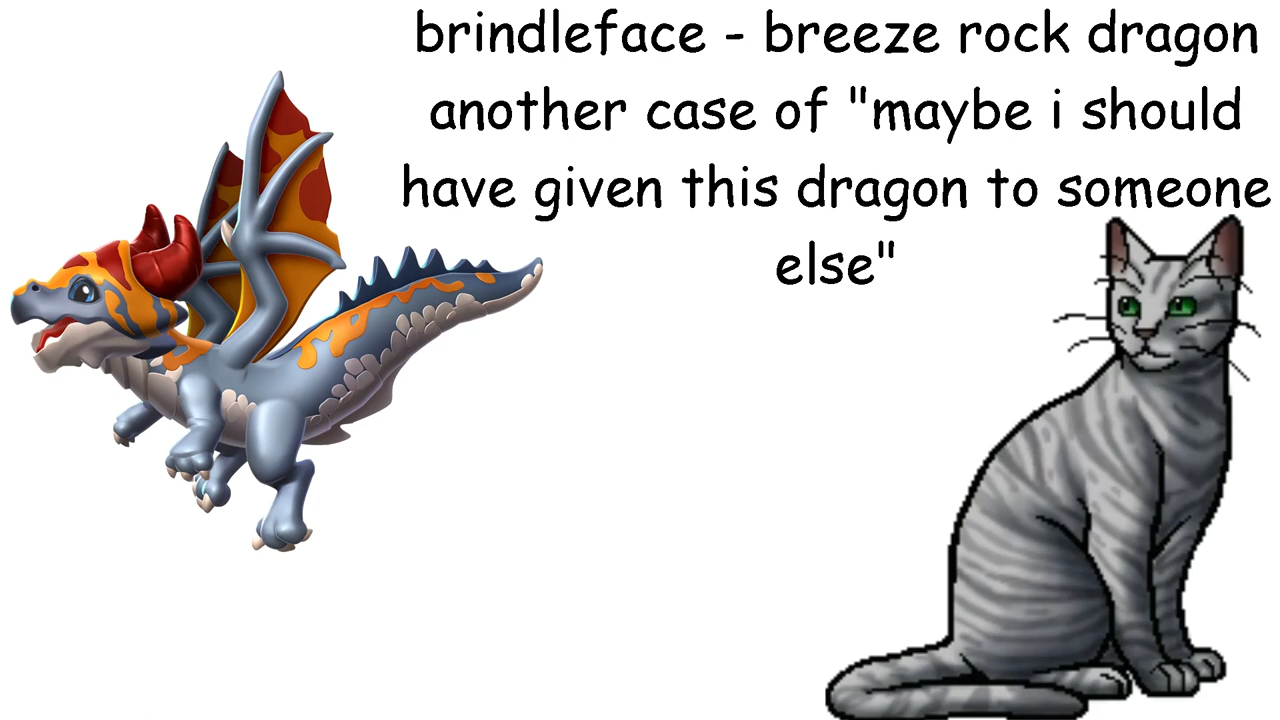 brindleface - breeze rock dragon
another case of "maybe i should
have given this dragon to someone
else"